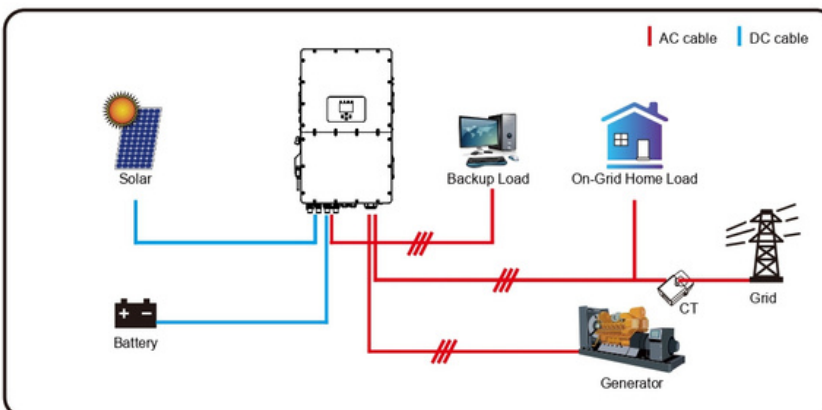 AC cable
DC cable
Solar
Backup Load
On-Grid Home Load
CT
Grid
Battery
Generator